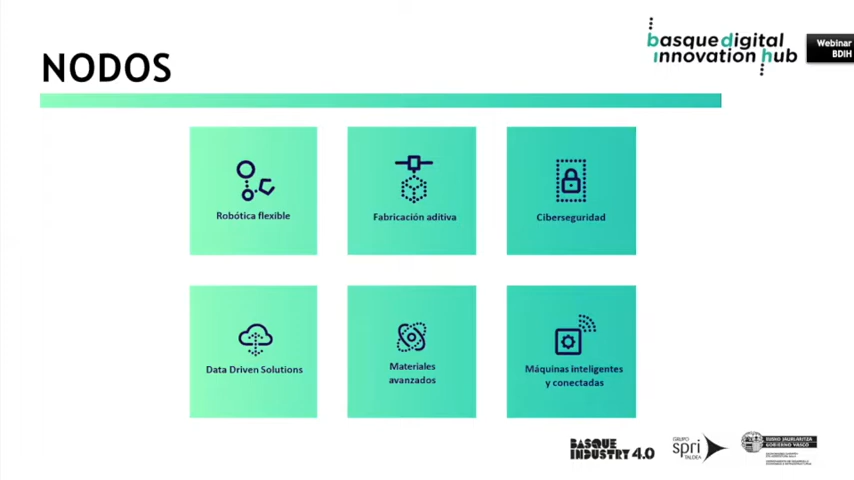 basque digital
innovation hub
Webinar
BDIH
NODOS
Robótica flexible
Fabricación aditiva
Ciberseguridad
Data Driven Solutions
Materiales
avanzados
Máquinas inteligentes
y conectadas
BASQUE
INDUSTRY 4.0
GRUPO
spri
TALDEA
EUSKO JAURLARITZA
GOBIERNO VASCO